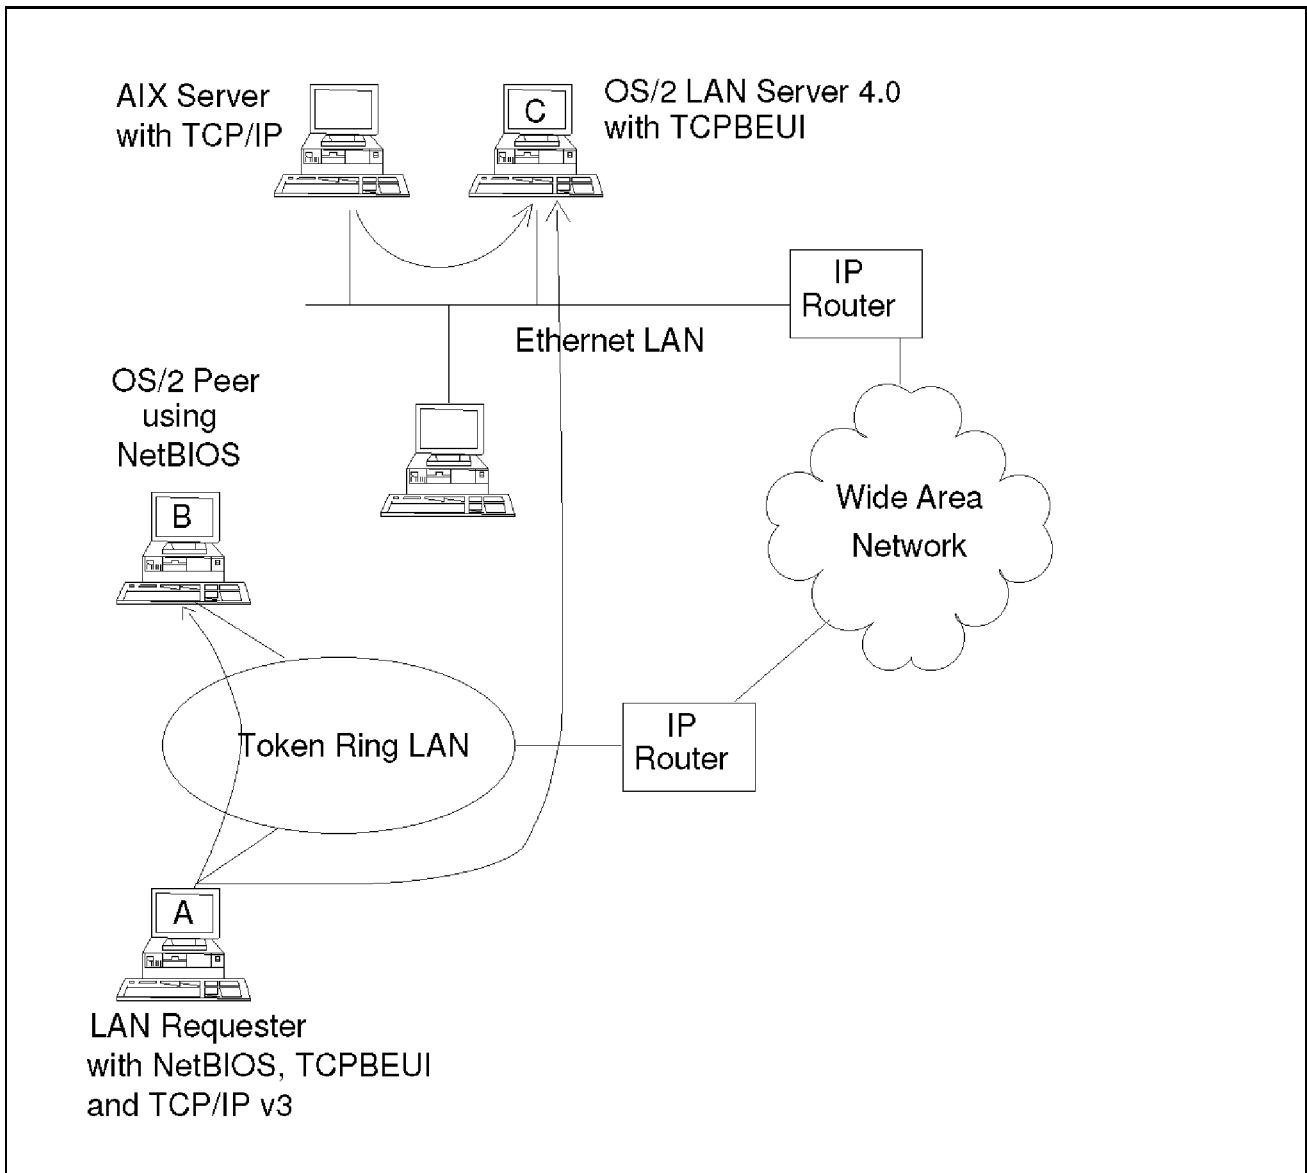 AIX Server
with TCP/IP
C
OS/2 LAN Server 4.0
with TCPBEUI
IP
Router
Ethernet LAN
OS/2 Peer
using
NetBIOS
B
Wide Area
Network
Token Ring LAN
IP
Router
A
LAN Requester
with NetBIOS, TCPBEUI
and TCP/IP v3